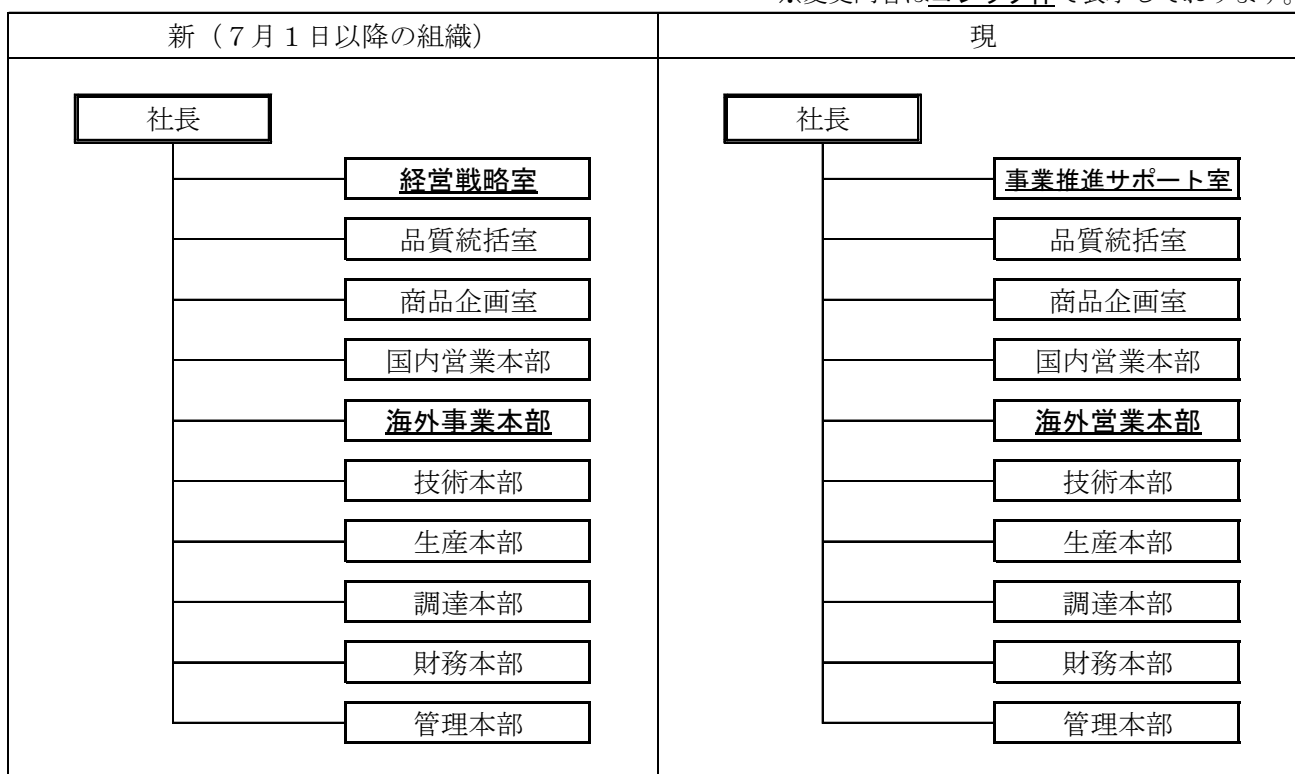 新（７月１日以降の組織）
現
社長
経営戦略室
品質統括室
商品企画室
国内営業本部
海外事業本部
技術本部
生産本部
調達本部
財務本部
管理本部
社長
事業推進サポート室
品質統括室
商品企画室
国内営業本部
海外営業本部
技術本部
生産本部
調達本部
財務本部
管理本部